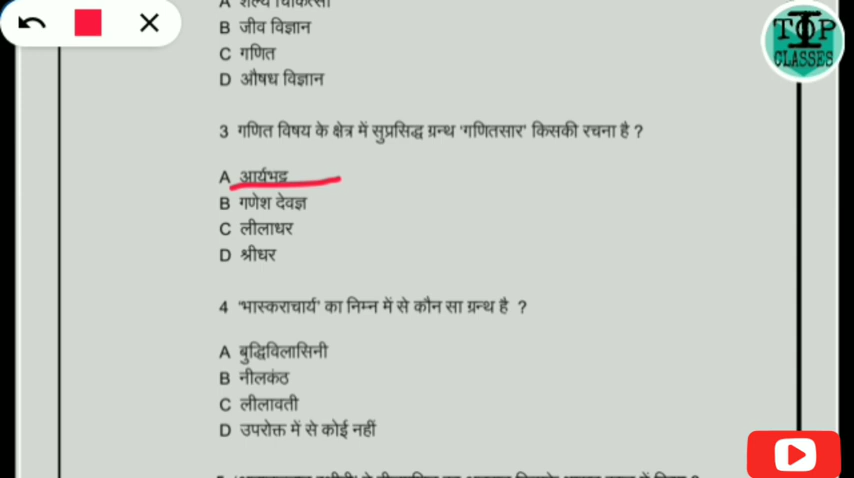 A शल्य चिकित्सा
B जीव विज्ञान
C गणित
D औषध विज्ञान
3 गणित विषय के क्षेत्र में सुप्रसिद्ध ग्रन्थ 'गणितसार' किसकी रचना है ?
A आर्यभट्ट
B गणेश देवज्ञ
C लीलाधर
D श्रीधर
4 'भास्कराचार्य' का निम्न में से कौन सा ग्रन्थ है ?
A बुद्धिविलासिनी
B नीलकंठ
C लीलावती
D उपरोक्त में से कोई नहीं
TOP
CLASSES